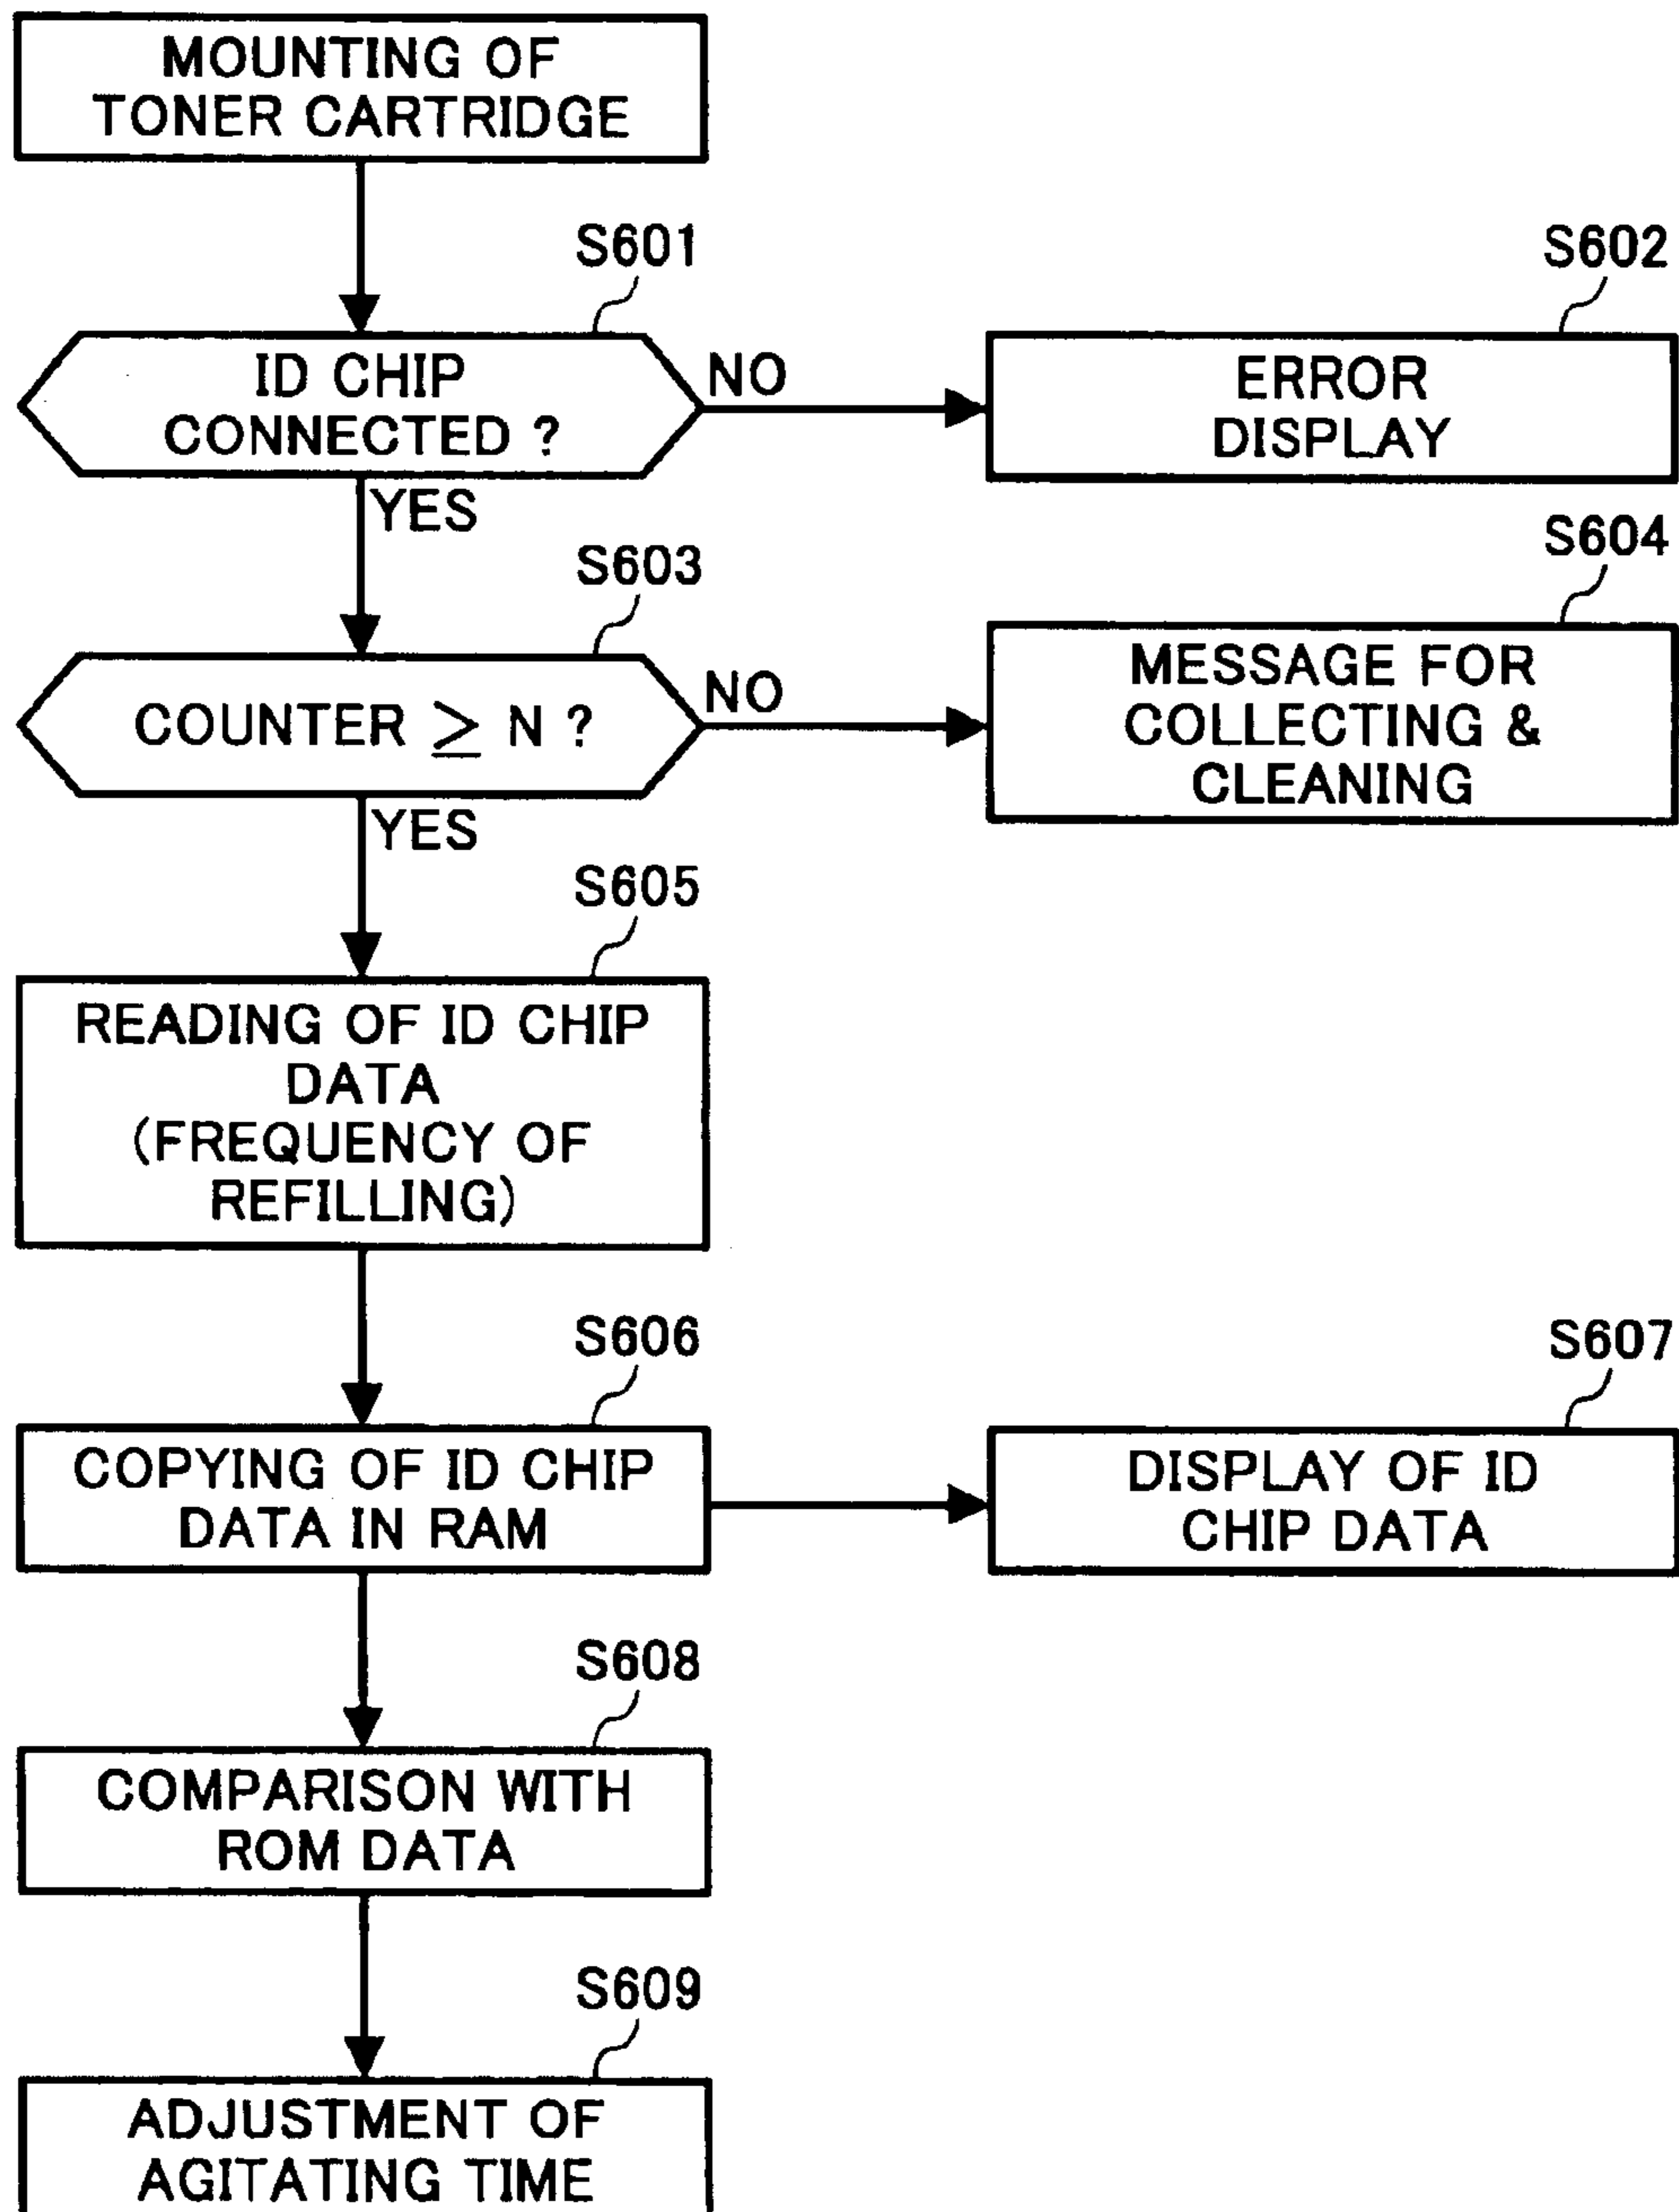 MOUNTING OF
TONER CARTRIDGE
S601
S602
ID CHIP
CONNECTED ?
NO
ERROR
DISPLAY
YES
S603
S604
COUNTER ≥ N ?
NO
MESSAGE FOR
COLLECTING &
CLEANING
YES
S605
READING OF ID CHIP
DATA
(FREQUENCY OF
REFILLING)
S606
S607
COPYING OF ID CHIP
DATA IN RAM
DISPLAY OF ID
CHIP DATA
S608
COMPARISON WITH
ROM DATA
S609
ADJUSTMENT OF
AGITATING TIME